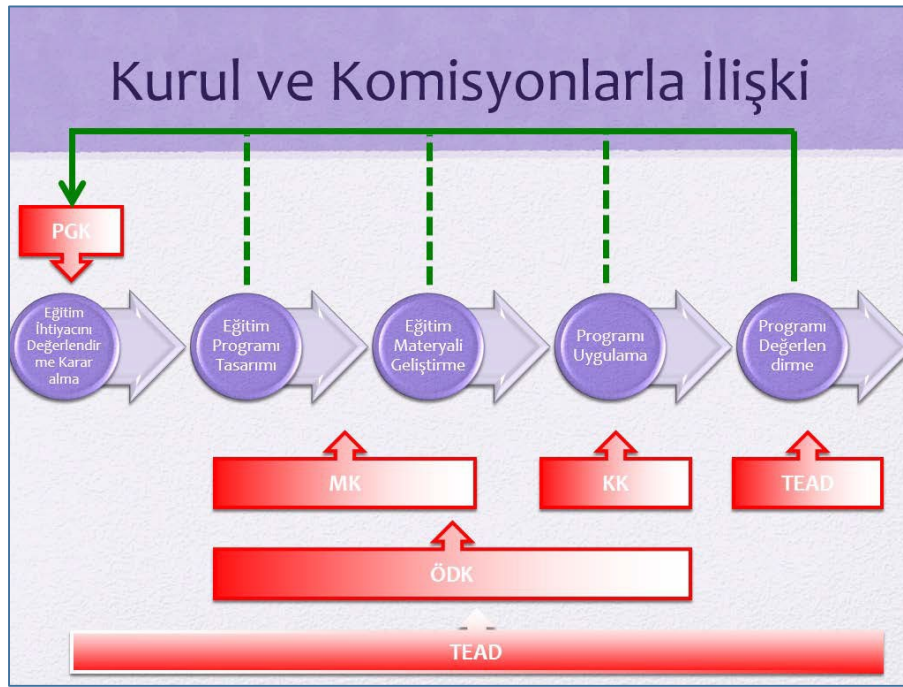 Kurul ve Komisyonlarla İlişki
PGK
Eğitim
İhtiyacını
Değerlendir
me Karar
alma
Eğitim
Programı
Tasarımı
Eğitim
Materyali
Geliştirme
Programı
Uygulama
Programı
Değerlen
dirme
MK
KK
TEAD
ÖDK
TEAD